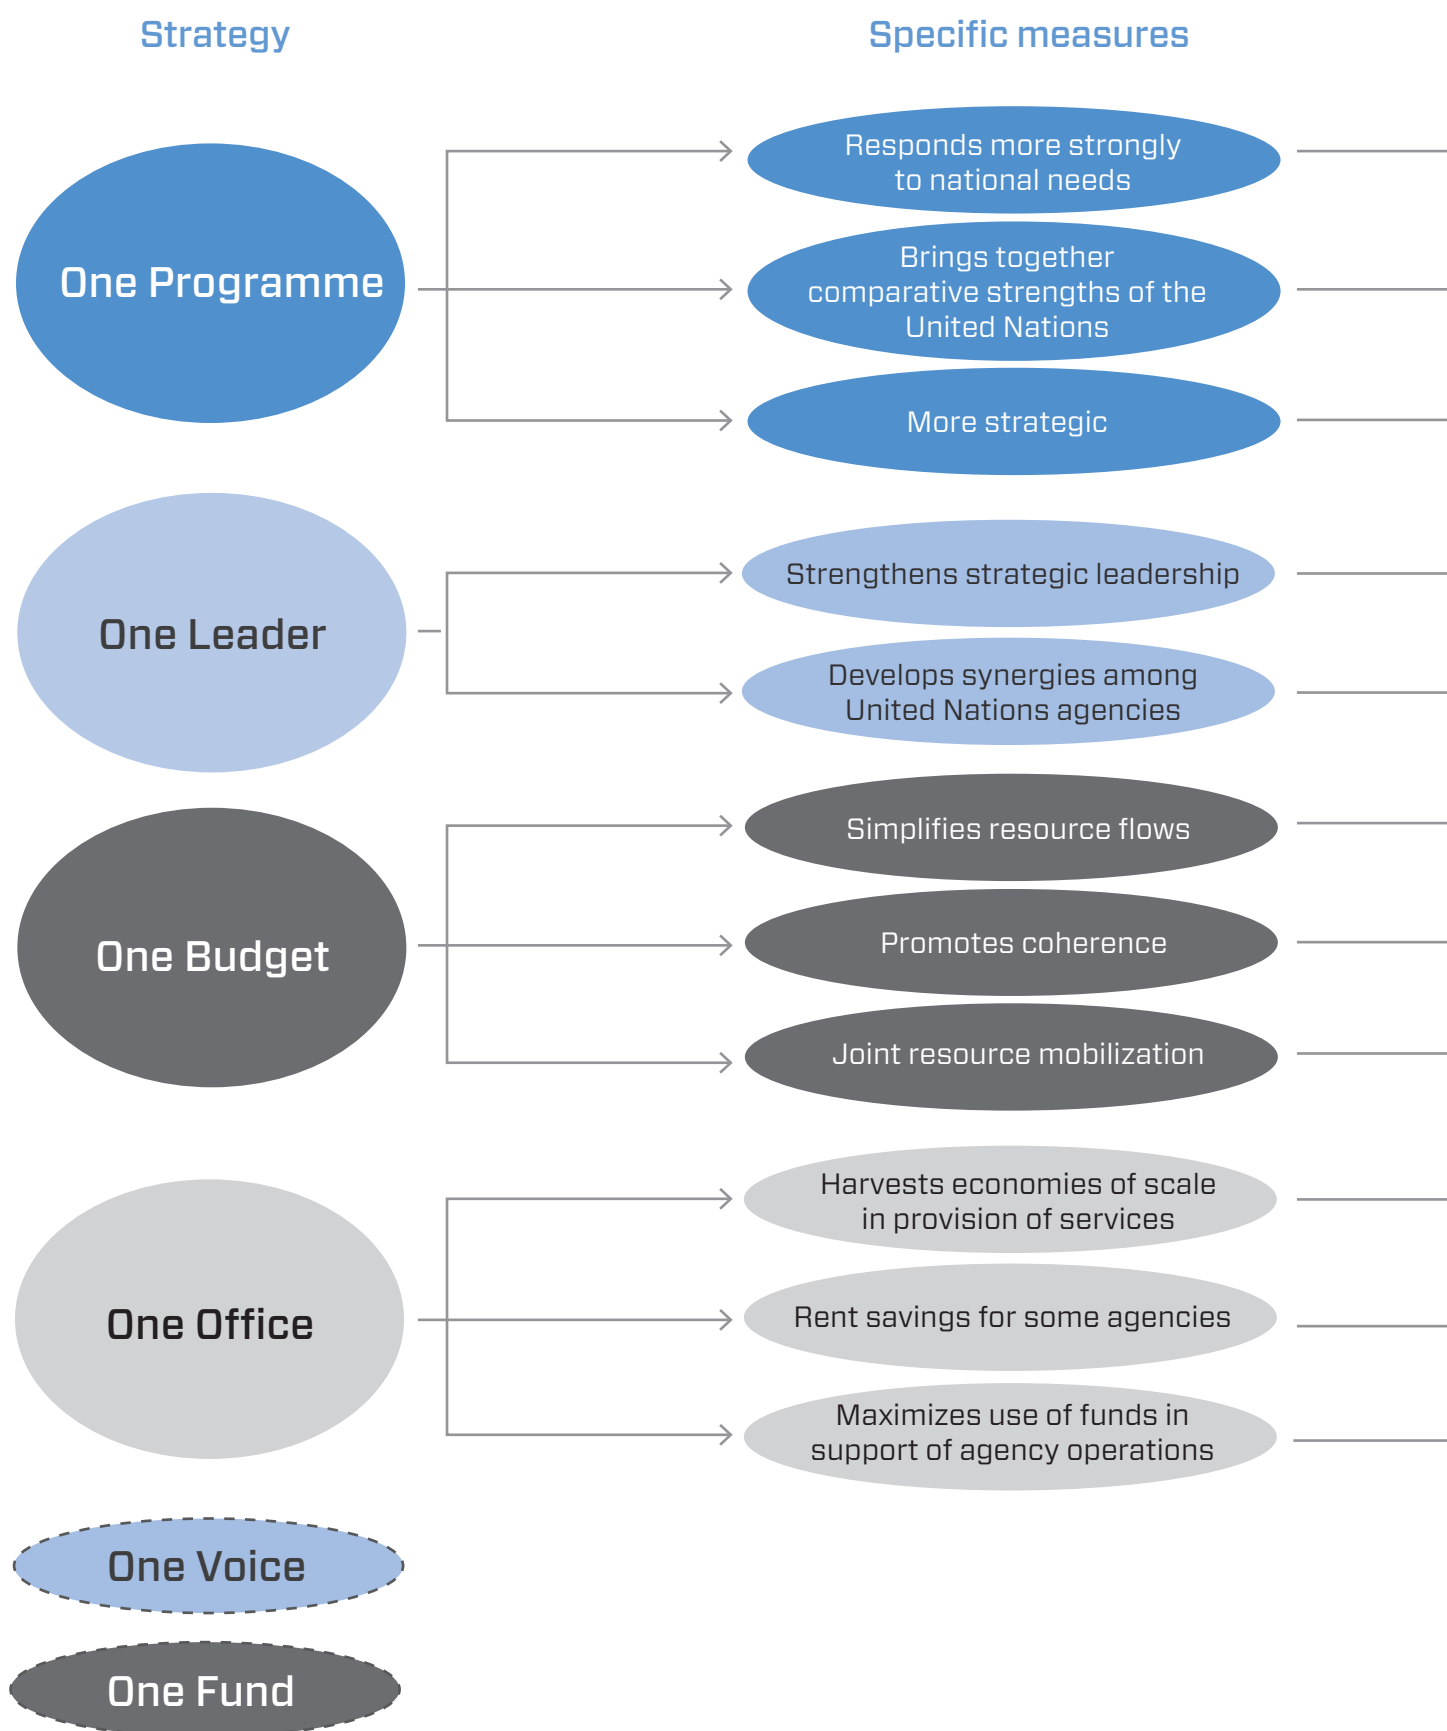 Strategy
Specific measures
One Programme
Responds more strongly
to national needs
Brings together
comparative strengths of the
United Nations
More strategic
One Leader
Strengthens strategic leadership
Develops synergies among
United Nations agencies
One Budget
Simplifies resource flows
Promotes coherence
Joint resource mobilization
One Office
Harvests economies of scale
in provision of services
Rent savings for some agencies
Maximizes use of funds in
support of agency operations
One Voice
One Fund